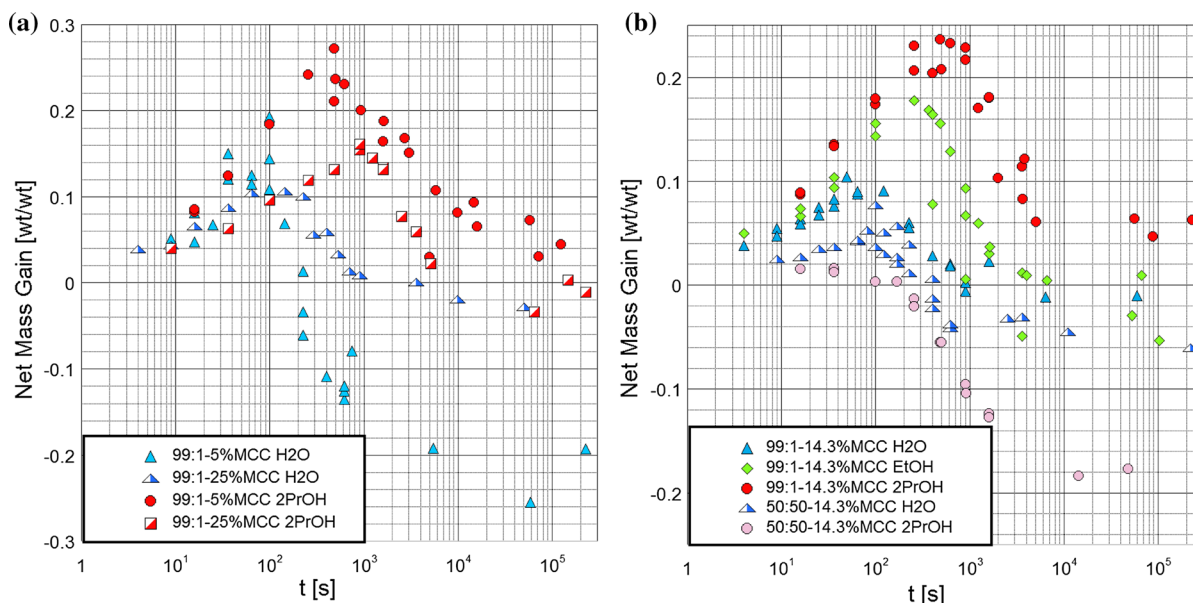 (a)
Net Mass Gain [wt/wt]
0.3
0.2
0.1
0
-0.1
-0.2
-0.3
99:1-5%MCC H2O
99:1-25%MCC H2O
99:1-5%MCC 2PrOH
99:1-25%MCC 2PrOH
1 10¹ 10² 10³ 10⁴ 10⁵
t [s]
(b)
Net Mass Gain [wt/wt]
0.2
0.1
0
-0.1
-0.2
99:1-14.3%MCC H2O
99:1-14.3%MCC EtOH
99:1-14.3%MCC 2PrOH
50:50-14.3%MCC H2O
50:50-14.3%MCC 2PrOH
1 10¹ 10² 10³ 10⁴ 10⁵
t [s]